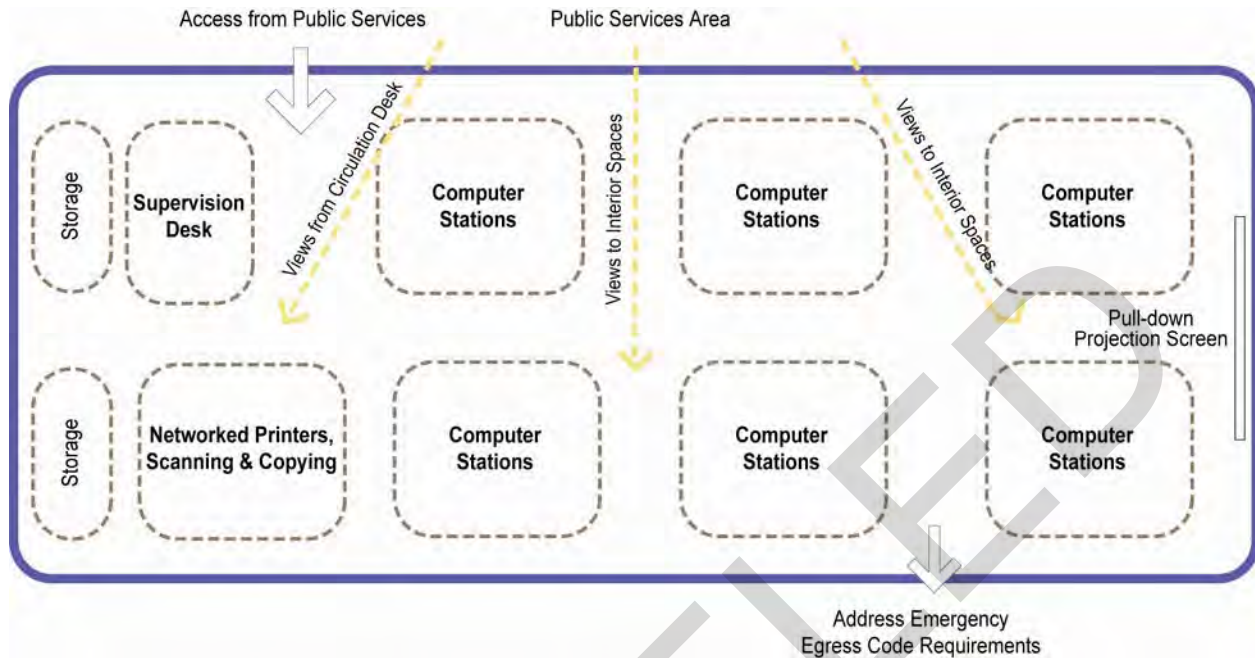 Access from Public Services
Public Services Area
Storage
Supervision
Desk
Views from Circulation Desk
Computer
Stations
Views to Interior Spaces
Computer
Stations
Views to Interior Spaces
Computer
Stations
Pull-down
Projection Screen
Storage
Networked Printers,
Scanning & Copying
Computer
Stations
Computer
Stations
Computer
Stations
Address Emergency
Egress Code Requirements
LED